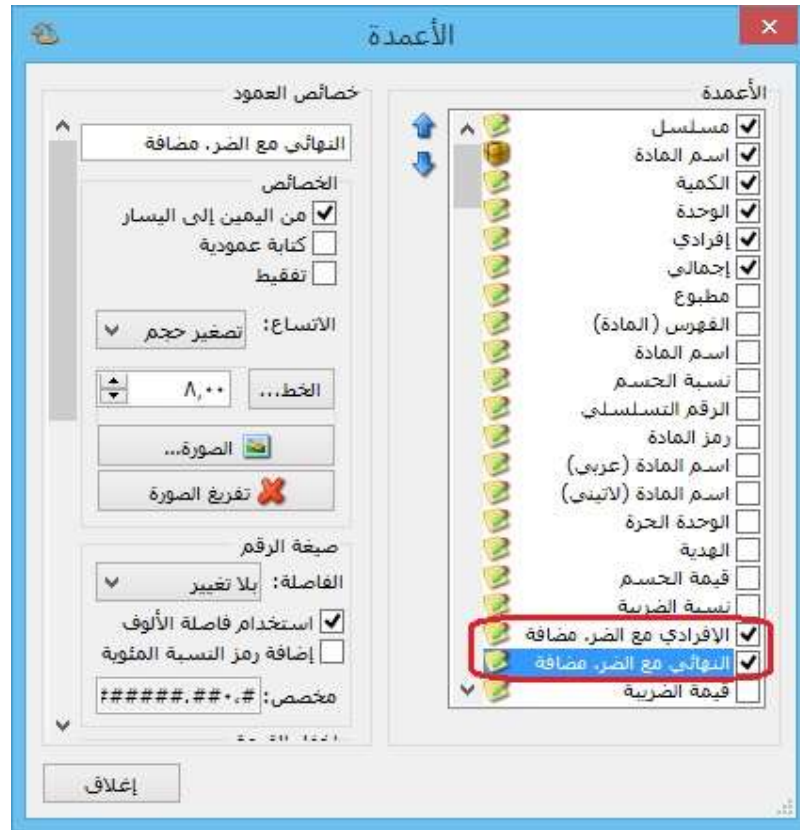 الأعمدة
الأعمدة
مسلسل
اسم المادة
الكمية
الوحدة
إفرادي
إجمالي
مطبوع
الفهرس (المادة)
اسم المادة
نسبة الحسم
الرقم التسلسلي
رمز المادة
اسم المادة (عربي)
اسم المادة (لاتيني)
الوحدة الحرة
الهدية
قيمة الحسم
نسبة الضريبة
الإفرادي مع الضر. مضافة
النهائي مع الضر. مضافة
قيمة الضريبة
خصائص العمود
النهائي مع الضر. مضافة
الخصائص
من اليمين إلى اليسار
كتابة عمودية
تفقيط
الاتساع: تصغير حجم
الخط... ٨,٠٠
الصورة...
تفريغ الصورة
صيغة الرقم
الفاصلة: بلا تغيير
استخدام فاصلة الألوف
إضافة رمز النسبة المئوية
مخصص:
إغلاق